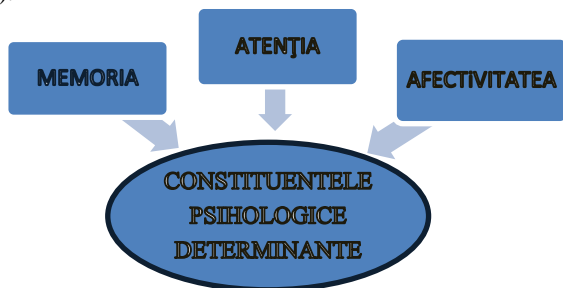 MEMORIA
ATENŢIA
AFECTIVITATEA
CONSTITUENTELE
PSIHOLOGICE
DETERMINANTE